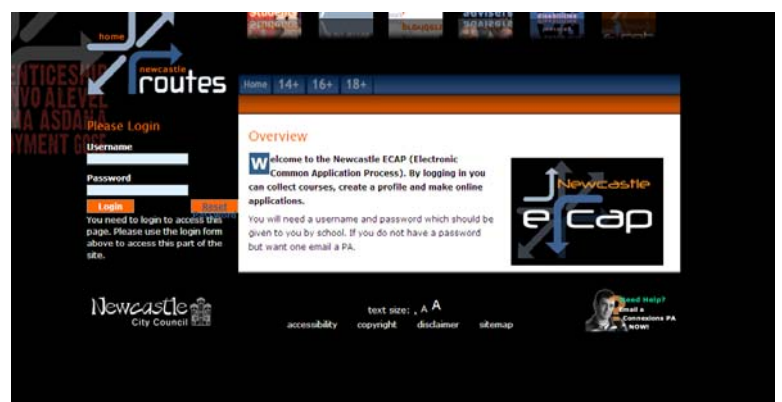 home
newcastle
routes
Home 14+ 16+ 18+
Please Login
Username
Password
Login Reset
You need to login to access this
page. Please use the login form
above to access this part of the
site.
Overview
Welcome to the Newcastle ECAP (Electronic
Common Application Process). By logging in you
can collect courses, create a profile and make online
applications.
You will need a username and password which should be
given to you by school. If you do not have a password
but want one email a PA.
Newcastle
ecap
Newcastle
City Council
text size: , A A
accessibility copyright disclaimer sitemap
Need Help?
Email a
Connexions PA
NOW!